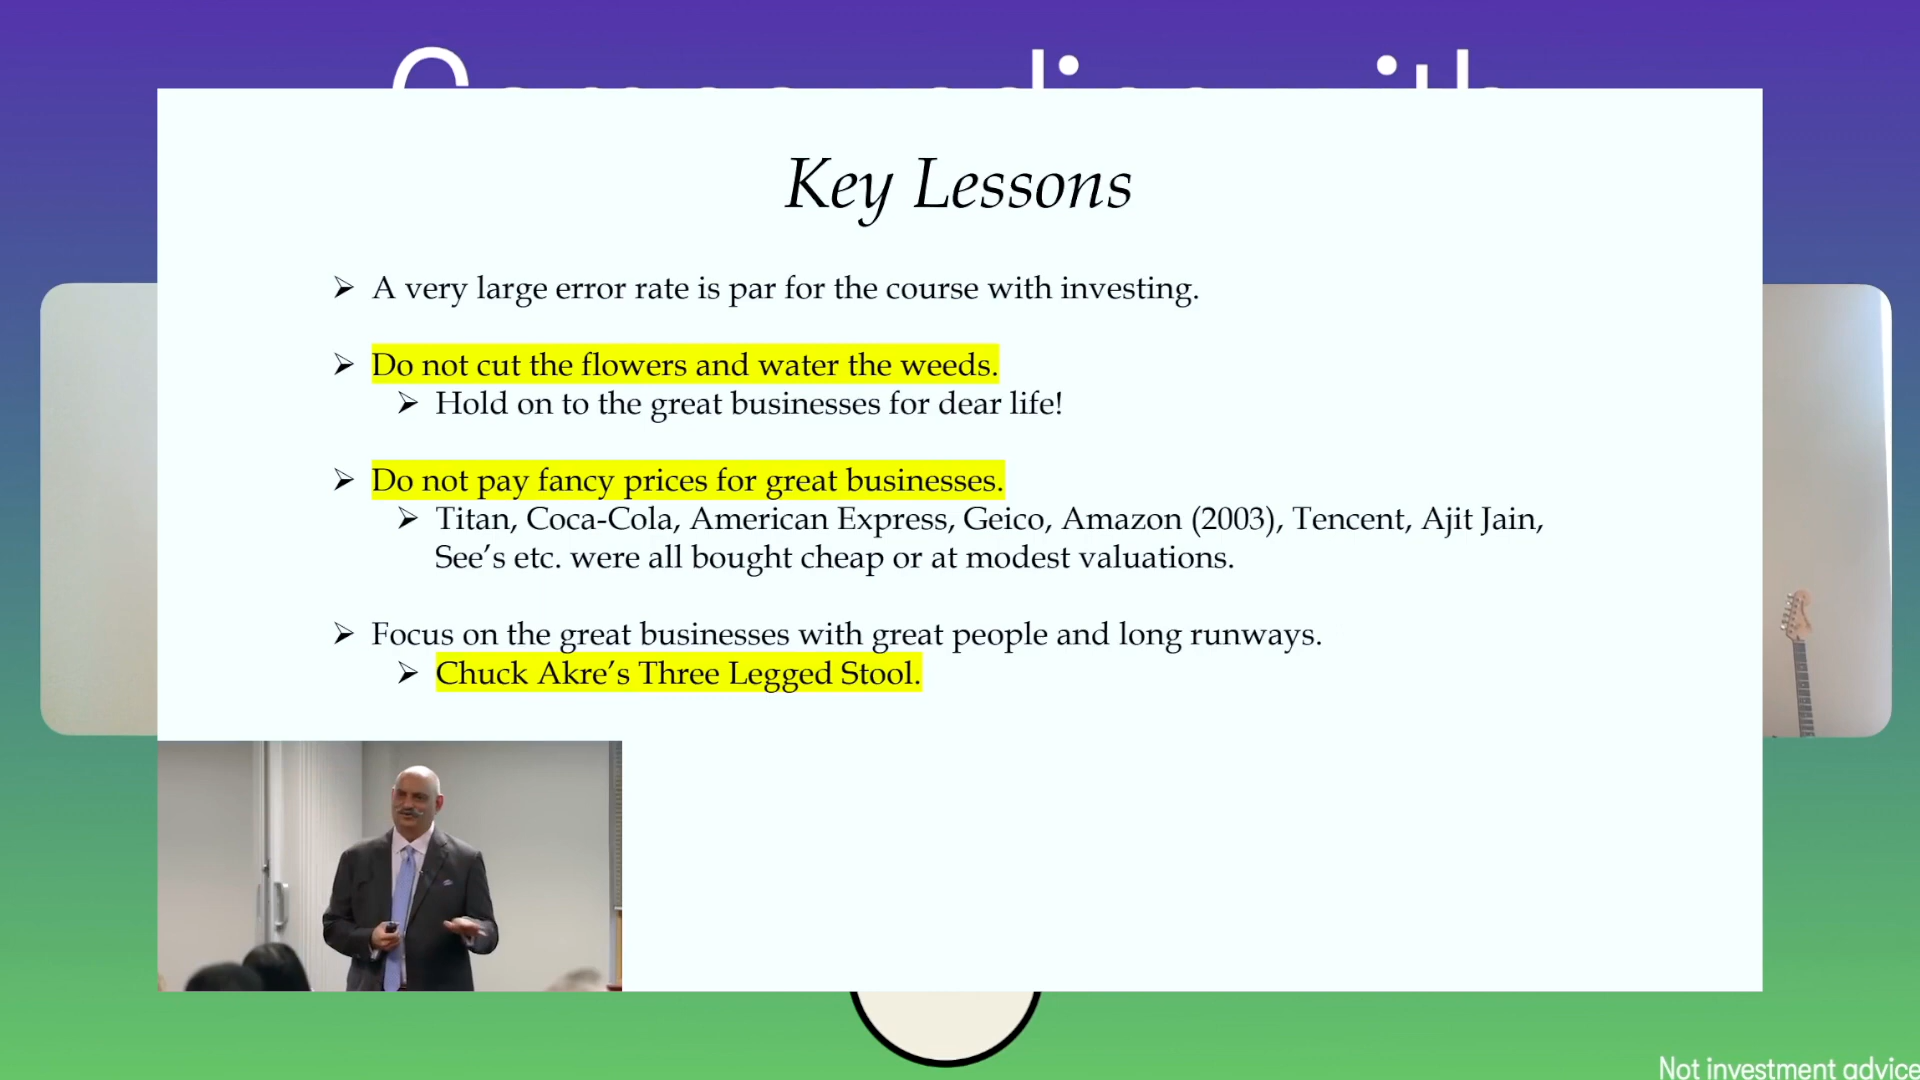 Key Lessons
➢ A very large error rate is par for the course with investing.
➢ Do not cut the flowers and water the weeds.
➢ Hold on to the great businesses for dear life!
➢ Do not pay fancy prices for great businesses.
➢ Titan, Coca-Cola, American Express, Geico, Amazon (2003), Tencent, Ajit Jain,
See’s etc. were all bought cheap or at modest valuations.
➢ Focus on the great businesses with great people and long runways.
➢ Chuck Akre’s Three Legged Stool.
Not investment advice